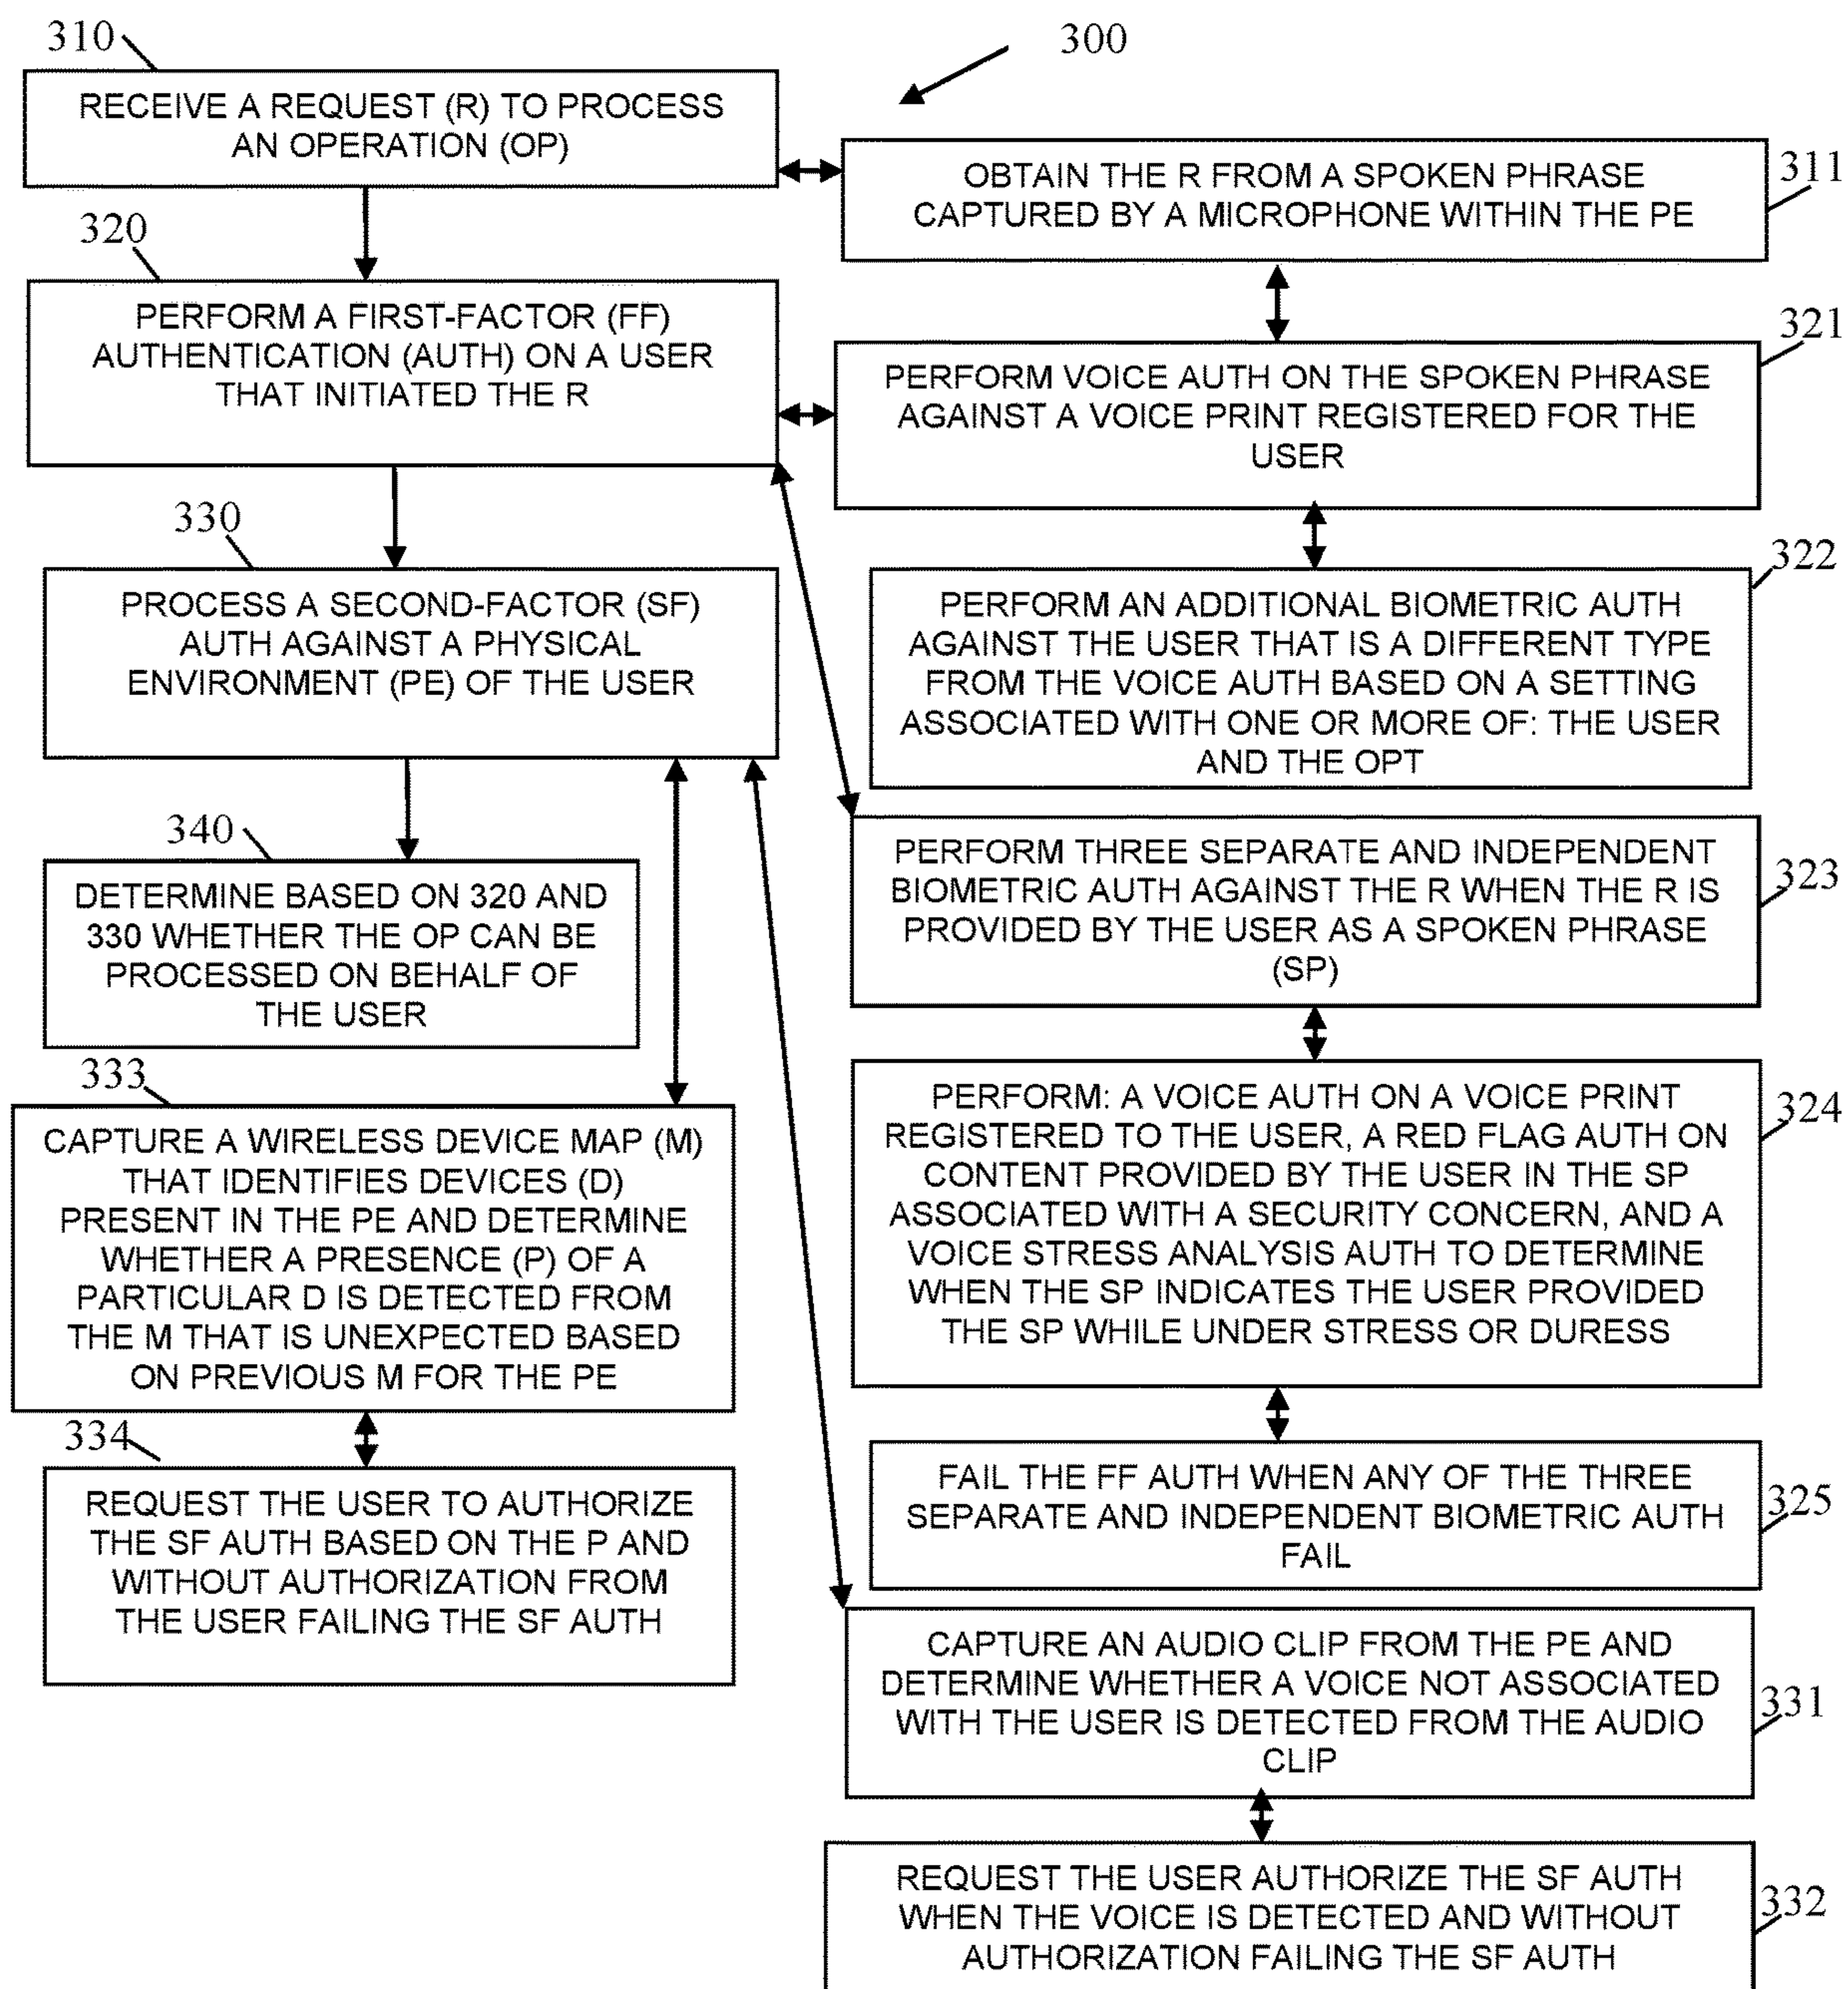 310
300
RECEIVE A REQUEST (R) TO PROCESS
AN OPERATION (OP)
311
OBTAIN THE R FROM A SPOKEN PHRASE
CAPTURED BY A MICROPHONE WITHIN THE PE
320
PERFORM A FIRST-FACTOR (FF)
AUTHENTICATION (AUTH) ON A USER
THAT INITIATED THE R
321
PERFORM VOICE AUTH ON THE SPOKEN PHRASE
AGAINST A VOICE PRINT REGISTERED FOR THE
USER
330
PROCESS A SECOND-FACTOR (SF)
AUTH AGAINST A PHYSICAL
ENVIRONMENT (PE) OF THE USER
322
PERFORM AN ADDITIONAL BIOMETRIC AUTH
AGAINST THE USER THAT IS A DIFFERENT TYPE
FROM THE VOICE AUTH BASED ON A SETTING
ASSOCIATED WITH ONE OR MORE OF: THE USER
AND THE OPT
340
DETERMINE BASED ON 320 AND
330 WHETHER THE OP CAN BE
PROCESSED ON BEHALF OF
THE USER
323
PERFORM THREE SEPARATE AND INDEPENDENT
BIOMETRIC AUTH AGAINST THE R WHEN THE R IS
PROVIDED BY THE USER AS A SPOKEN PHRASE
(SP)
333
CAPTURE A WIRELESS DEVICE MAP (M)
THAT IDENTIFIES DEVICES (D)
PRESENT IN THE PE AND DETERMINE
WHETHER A PRESENCE (P) OF A
PARTICULAR D IS DETECTED FROM
THE M THAT IS UNEXPECTED BASED
ON PREVIOUS M FOR THE PE
324
PERFORM: A VOICE AUTH ON A VOICE PRINT
REGISTERED TO THE USER, A RED FLAG AUTH ON
CONTENT PROVIDED BY THE USER IN THE SP
ASSOCIATED WITH A SECURITY CONCERN, AND A
VOICE STRESS ANALYSIS AUTH TO DETERMINE
WHEN THE SP INDICATES THE USER PROVIDED
THE SP WHILE UNDER STRESS OR DURESS
334
REQUEST THE USER TO AUTHORIZE
THE SF AUTH BASED ON THE P AND
WITHOUT AUTHORIZATION FROM
THE USER FAILING THE SF AUTH
325
FAIL THE FF AUTH WHEN ANY OF THE THREE
SEPARATE AND INDEPENDENT BIOMETRIC AUTH
FAIL
331
CAPTURE AN AUDIO CLIP FROM THE PE AND
DETERMINE WHETHER A VOICE NOT ASSOCIATED
WITH THE USER IS DETECTED FROM THE AUDIO
CLIP
332
REQUEST THE USER AUTHORIZE THE SF AUTH
WHEN THE VOICE IS DETECTED AND WITHOUT
AUTHORIZATION FAILING THE SF AUTH